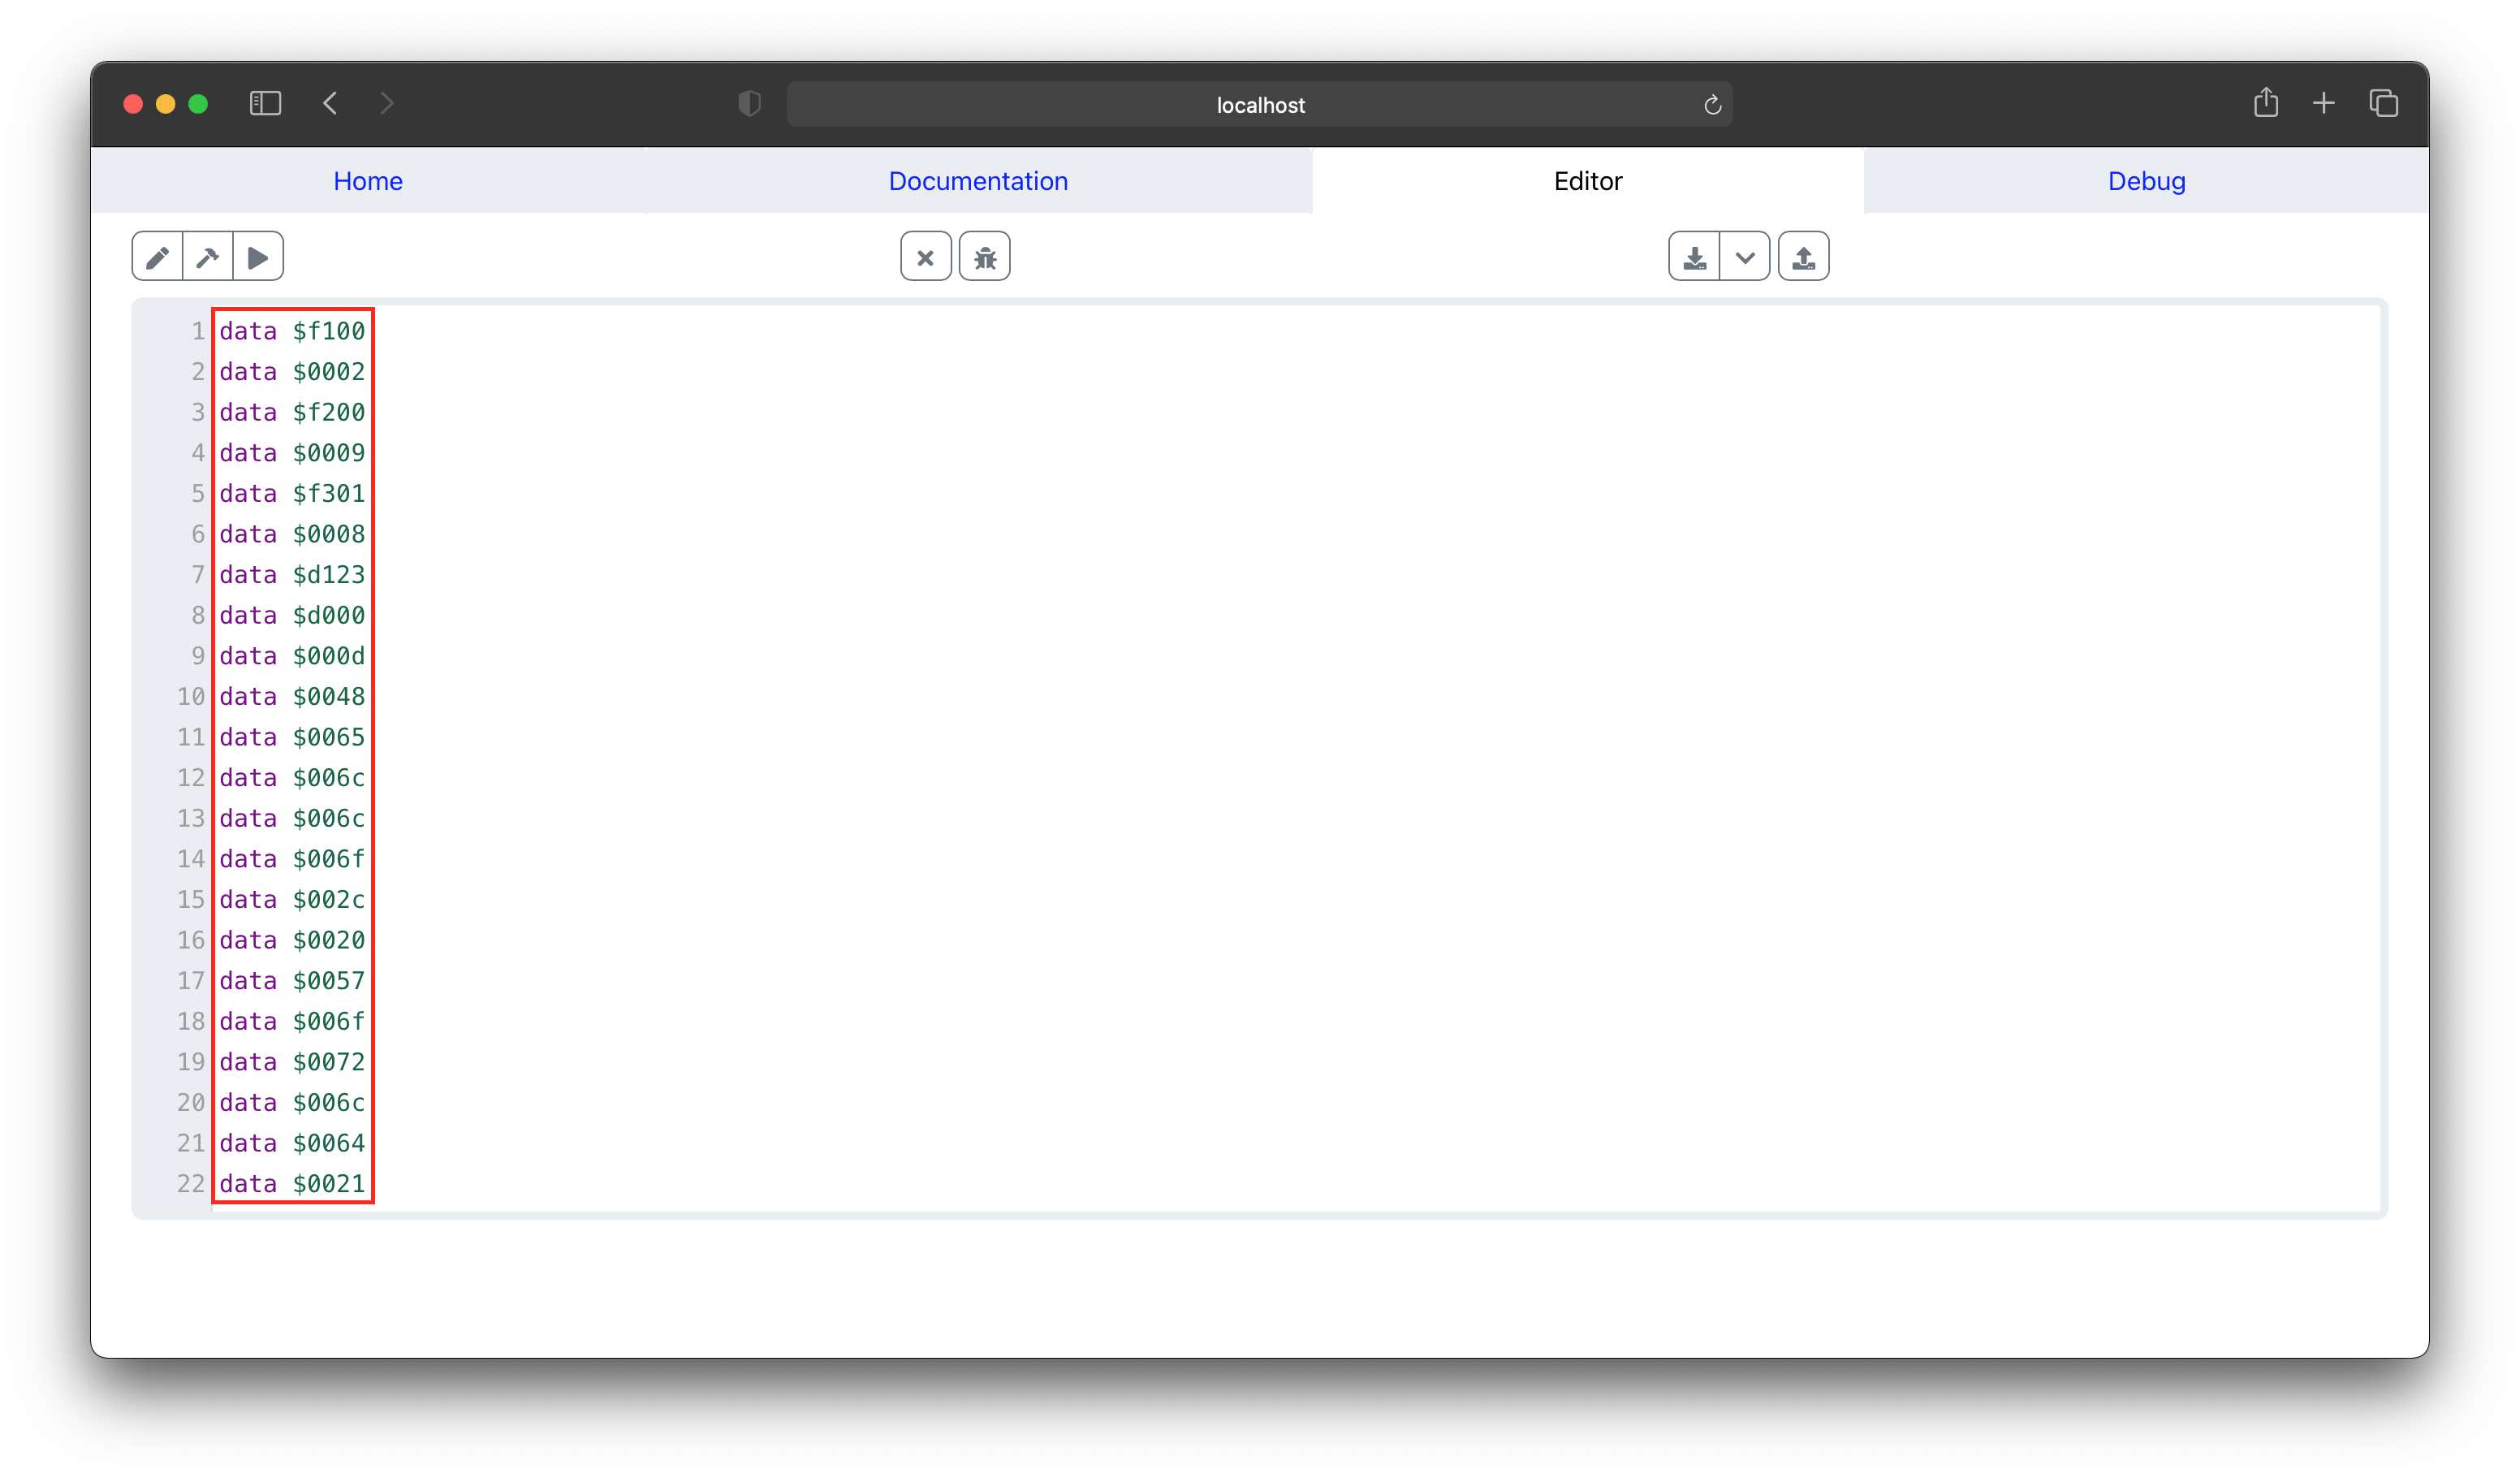 localhost
Home Documentation Editor Debug
1 data $f100
2 data $0002
3 data $f200
4 data $0009
5 data $f301
6 data $0008
7 data $d123
8 data $d000
9 data $000d
10 data $0048
11 data $0065
12 data $006c
13 data $006c
14 data $006f
15 data $002c
16 data $0020
17 data $0057
18 data $006f
19 data $0072
20 data $006c
21 data $0064
22 data $0021